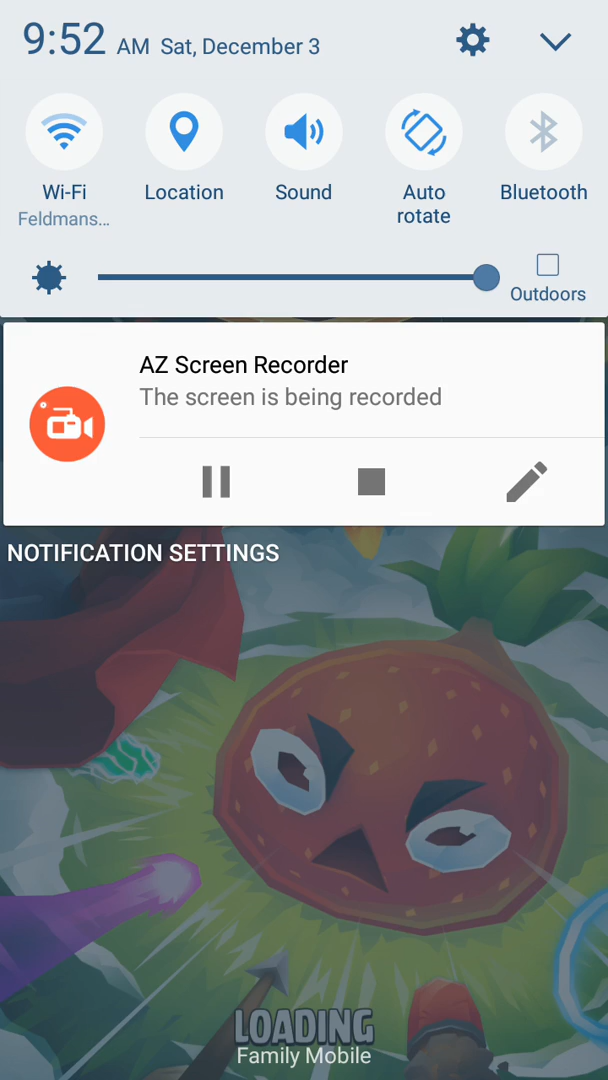 9:52 AM Sat, December 3
Wi-Fi
Feldmans...
Location
Sound
Auto
rotate
Bluetooth
Outdoors
AZ Screen Recorder
The screen is being recorded
NOTIFICATION SETTINGS
LOADING
Family Mobile